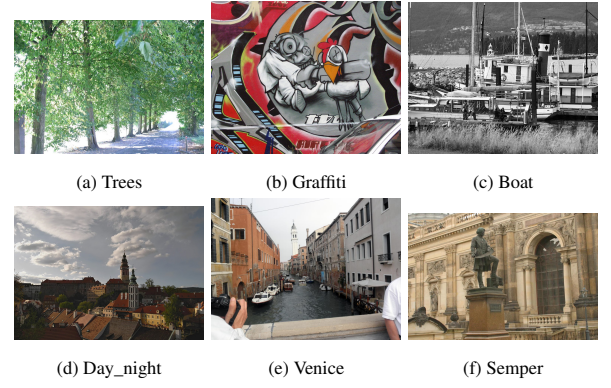 (a) Trees
(b) Graffiti
(c) Boat
(d) Day_night
(e) Venice
(f) Semper